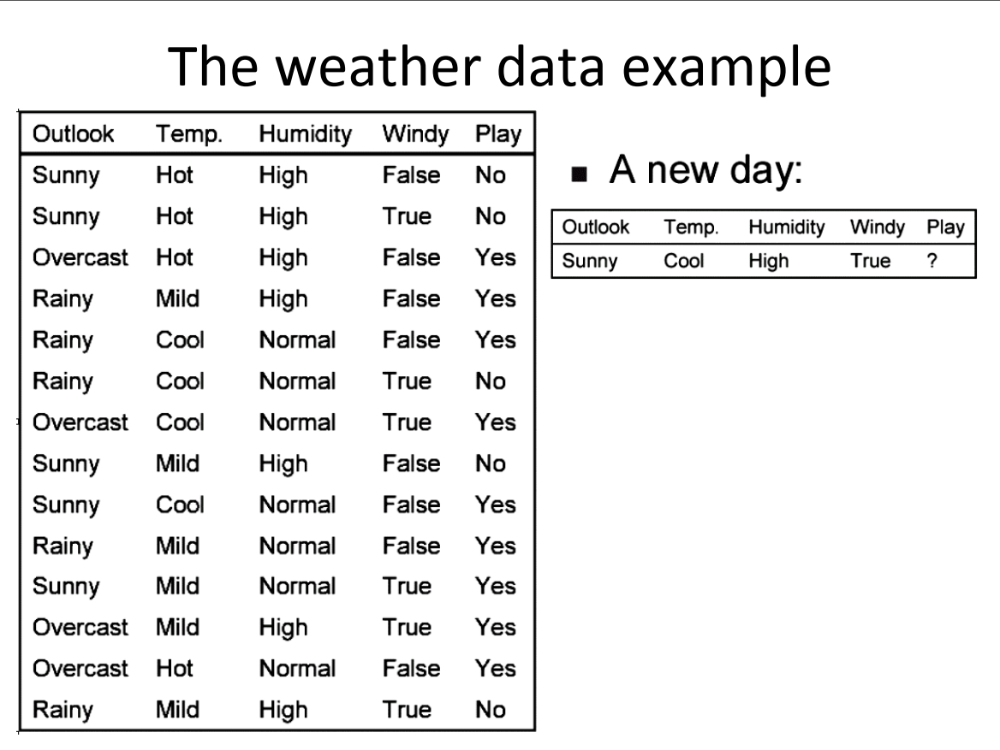 The weather data example
Outlook Temp. Humidity Windy Play
Sunny Hot High False No
Sunny Hot High True No
Overcast Hot High False Yes
Rainy Mild High False Yes
Rainy Cool Normal False Yes
Rainy Cool Normal True No
Overcast Cool Normal True Yes
Sunny Mild High False No
Sunny Cool Normal False Yes
Rainy Mild Normal False Yes
Sunny Mild Normal True Yes
Overcast Mild High True Yes
Overcast Hot Normal False Yes
Rainy Mild High True No
■ A new day:
Outlook Temp. Humidity Windy Play
Sunny Cool High True ?